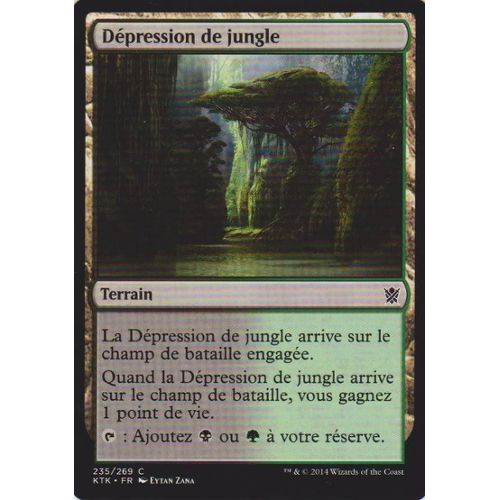 Dépression de jungle
Terrain
La Dépression de jungle arrive sur le
champ de bataille engagée.
Quand la Dépression de jungle arrive
sur le champ de bataille, vous gagnez
1 point de vie.
: Ajoutez ou à votre réserve.
235/269 C
KTK • FR Eytan Zana
™ & © 2014 Wizards of the Coast